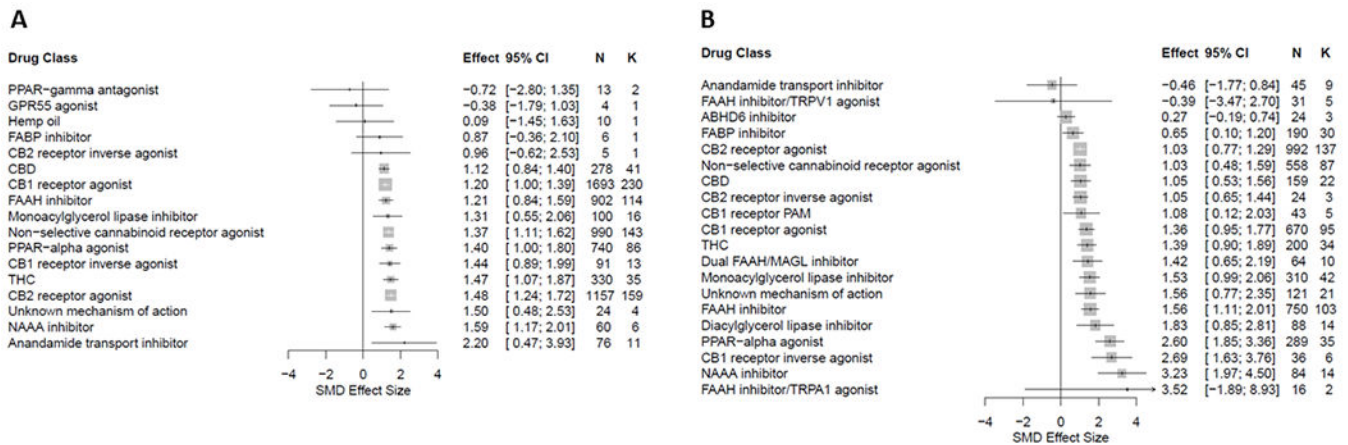 A
Drug Class Effect 95% CI N K
PPAR−gamma antagonist −0.72 [−2.80; 1.35] 13 2
GPR55 agonist −0.38 [−1.79; 1.03] 4 1
Hemp oil 0.09 [−1.45; 1.63] 10 1
FABP inhibitor 0.87 [−0.36; 2.10] 6 1
CB2 receptor inverse agonist 0.96 [−0.62; 2.53] 5 1
CBD 1.12 [ 0.84; 1.40] 278 41
CB1 receptor agonist 1.20 [ 1.00; 1.39] 1693 230
FAAH inhibitor 1.21 [ 0.84; 1.59] 902 114
Monoacylglycerol lipase inhibitor 1.31 [ 0.55; 2.06] 100 16
Non−selective cannabinoid receptor agonist 1.37 [ 1.11; 1.62] 990 143
PPAR−alpha agonist 1.40 [ 1.00; 1.80] 740 86
CB1 receptor inverse agonist 1.44 [ 0.89; 1.99] 91 13
THC 1.47 [ 1.07; 1.87] 330 35
CB2 receptor agonist 1.48 [ 1.24; 1.72] 1157 159
Unknown mechanism of action 1.50 [ 0.48; 2.53] 24 4
NAAA inhibitor 1.59 [ 1.17; 2.01] 60 6
Anandamide transport inhibitor 2.20 [ 0.47; 3.93] 76 11
−4 −2 0 2 4
SMD Effect Size
B
Drug Class Effect 95% CI N K
Anandamide transport inhibitor −0.46 [−1.77; 0.84] 45 9
FAAH inhibitor/TRPV1 agonist −0.39 [−3.47; 2.70] 31 5
ABHD6 inhibitor 0.27 [−0.19; 0.74] 24 3
FABP inhibitor 0.65 [ 0.10; 1.20] 190 30
CB2 receptor agonist 1.03 [ 0.77; 1.29] 992 137
Non−selective cannabinoid receptor agonist 1.03 [ 0.48; 1.59] 558 87
CBD 1.05 [ 0.53; 1.56] 159 22
CB2 receptor inverse agonist 1.05 [ 0.65; 1.44] 24 3
CB1 receptor PAM 1.08 [ 0.12; 2.03] 43 5
CB1 receptor agonist 1.36 [ 0.95; 1.77] 670 95
THC 1.39 [ 0.90; 1.89] 200 34
Dual FAAH/MAGL inhibitor 1.42 [ 0.65; 2.19] 64 10
Monoacylglycerol lipase inhibitor 1.53 [ 0.99; 2.06] 310 42
Unknown mechanism of action 1.56 [ 0.77; 2.35] 121 21
FAAH inhibitor 1.56 [ 1.11; 2.01] 750 103
Diacylglycerol lipase inhibitor 1.83 [ 0.85; 2.81] 88 14
PPAR−alpha agonist 2.60 [ 1.85; 3.36] 289 35
CB1 receptor inverse agonist 2.69 [ 1.63; 3.76] 36 6
NAAA inhibitor 3.23 [ 1.97; 4.50] 84 14
FAAH inhibitor/TRPA1 agonist 3.52 [−1.89; 8.93] 16 2
−4 −2 0 2 4
SMD Effect Size